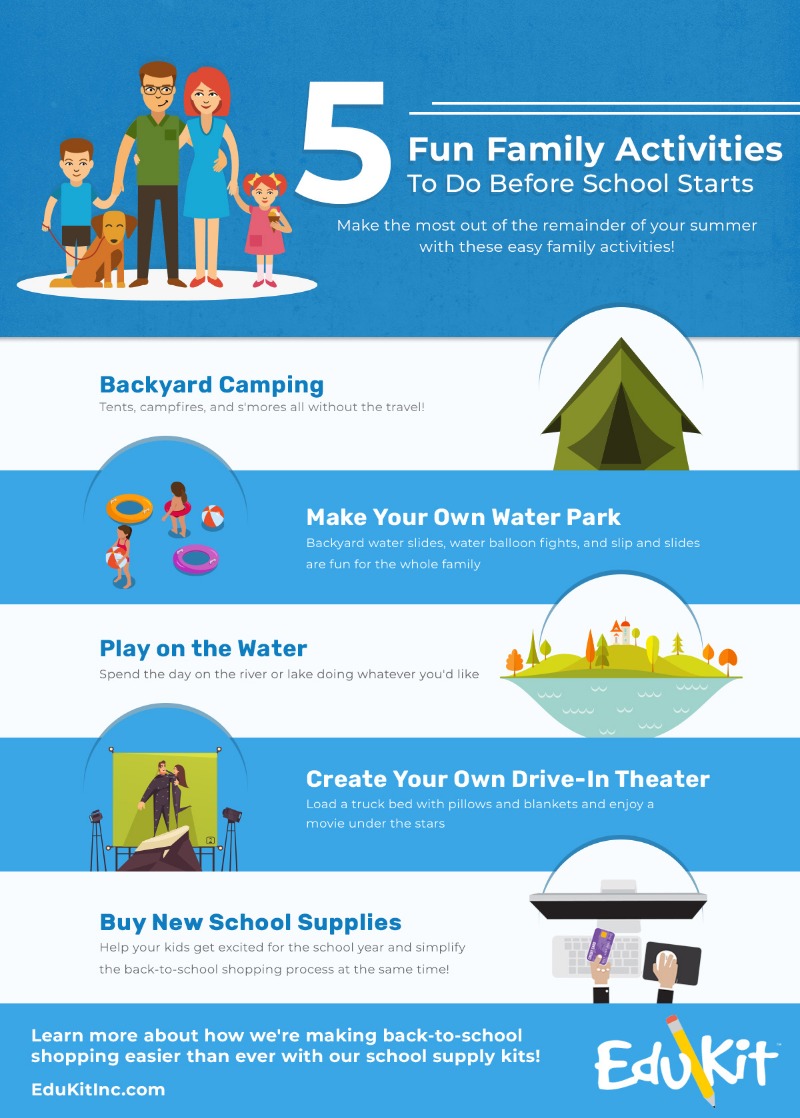 5
Fun Family Activities
To Do Before School Starts
Make the most out of the remainder of your summer
with these easy family activities!
Backyard Camping
Tents, campfires, and s'mores all without the travel!
Make Your Own Water Park
Backyard water slides, water balloon fights, and slip and slides
are fun for the whole family
Play on the Water
Spend the day on the river or lake doing whatever you'd like
Create Your Own Drive-In Theater
Load a truck bed with pillows and blankets and enjoy a
movie under the stars
Buy New School Supplies
Help your kids get excited for the school year and simplify
the back-to-school shopping process at the same time!
Learn more about how we're making back-to-school
shopping easier than ever with our school supply kits!
EduKitInc.com
EduKit